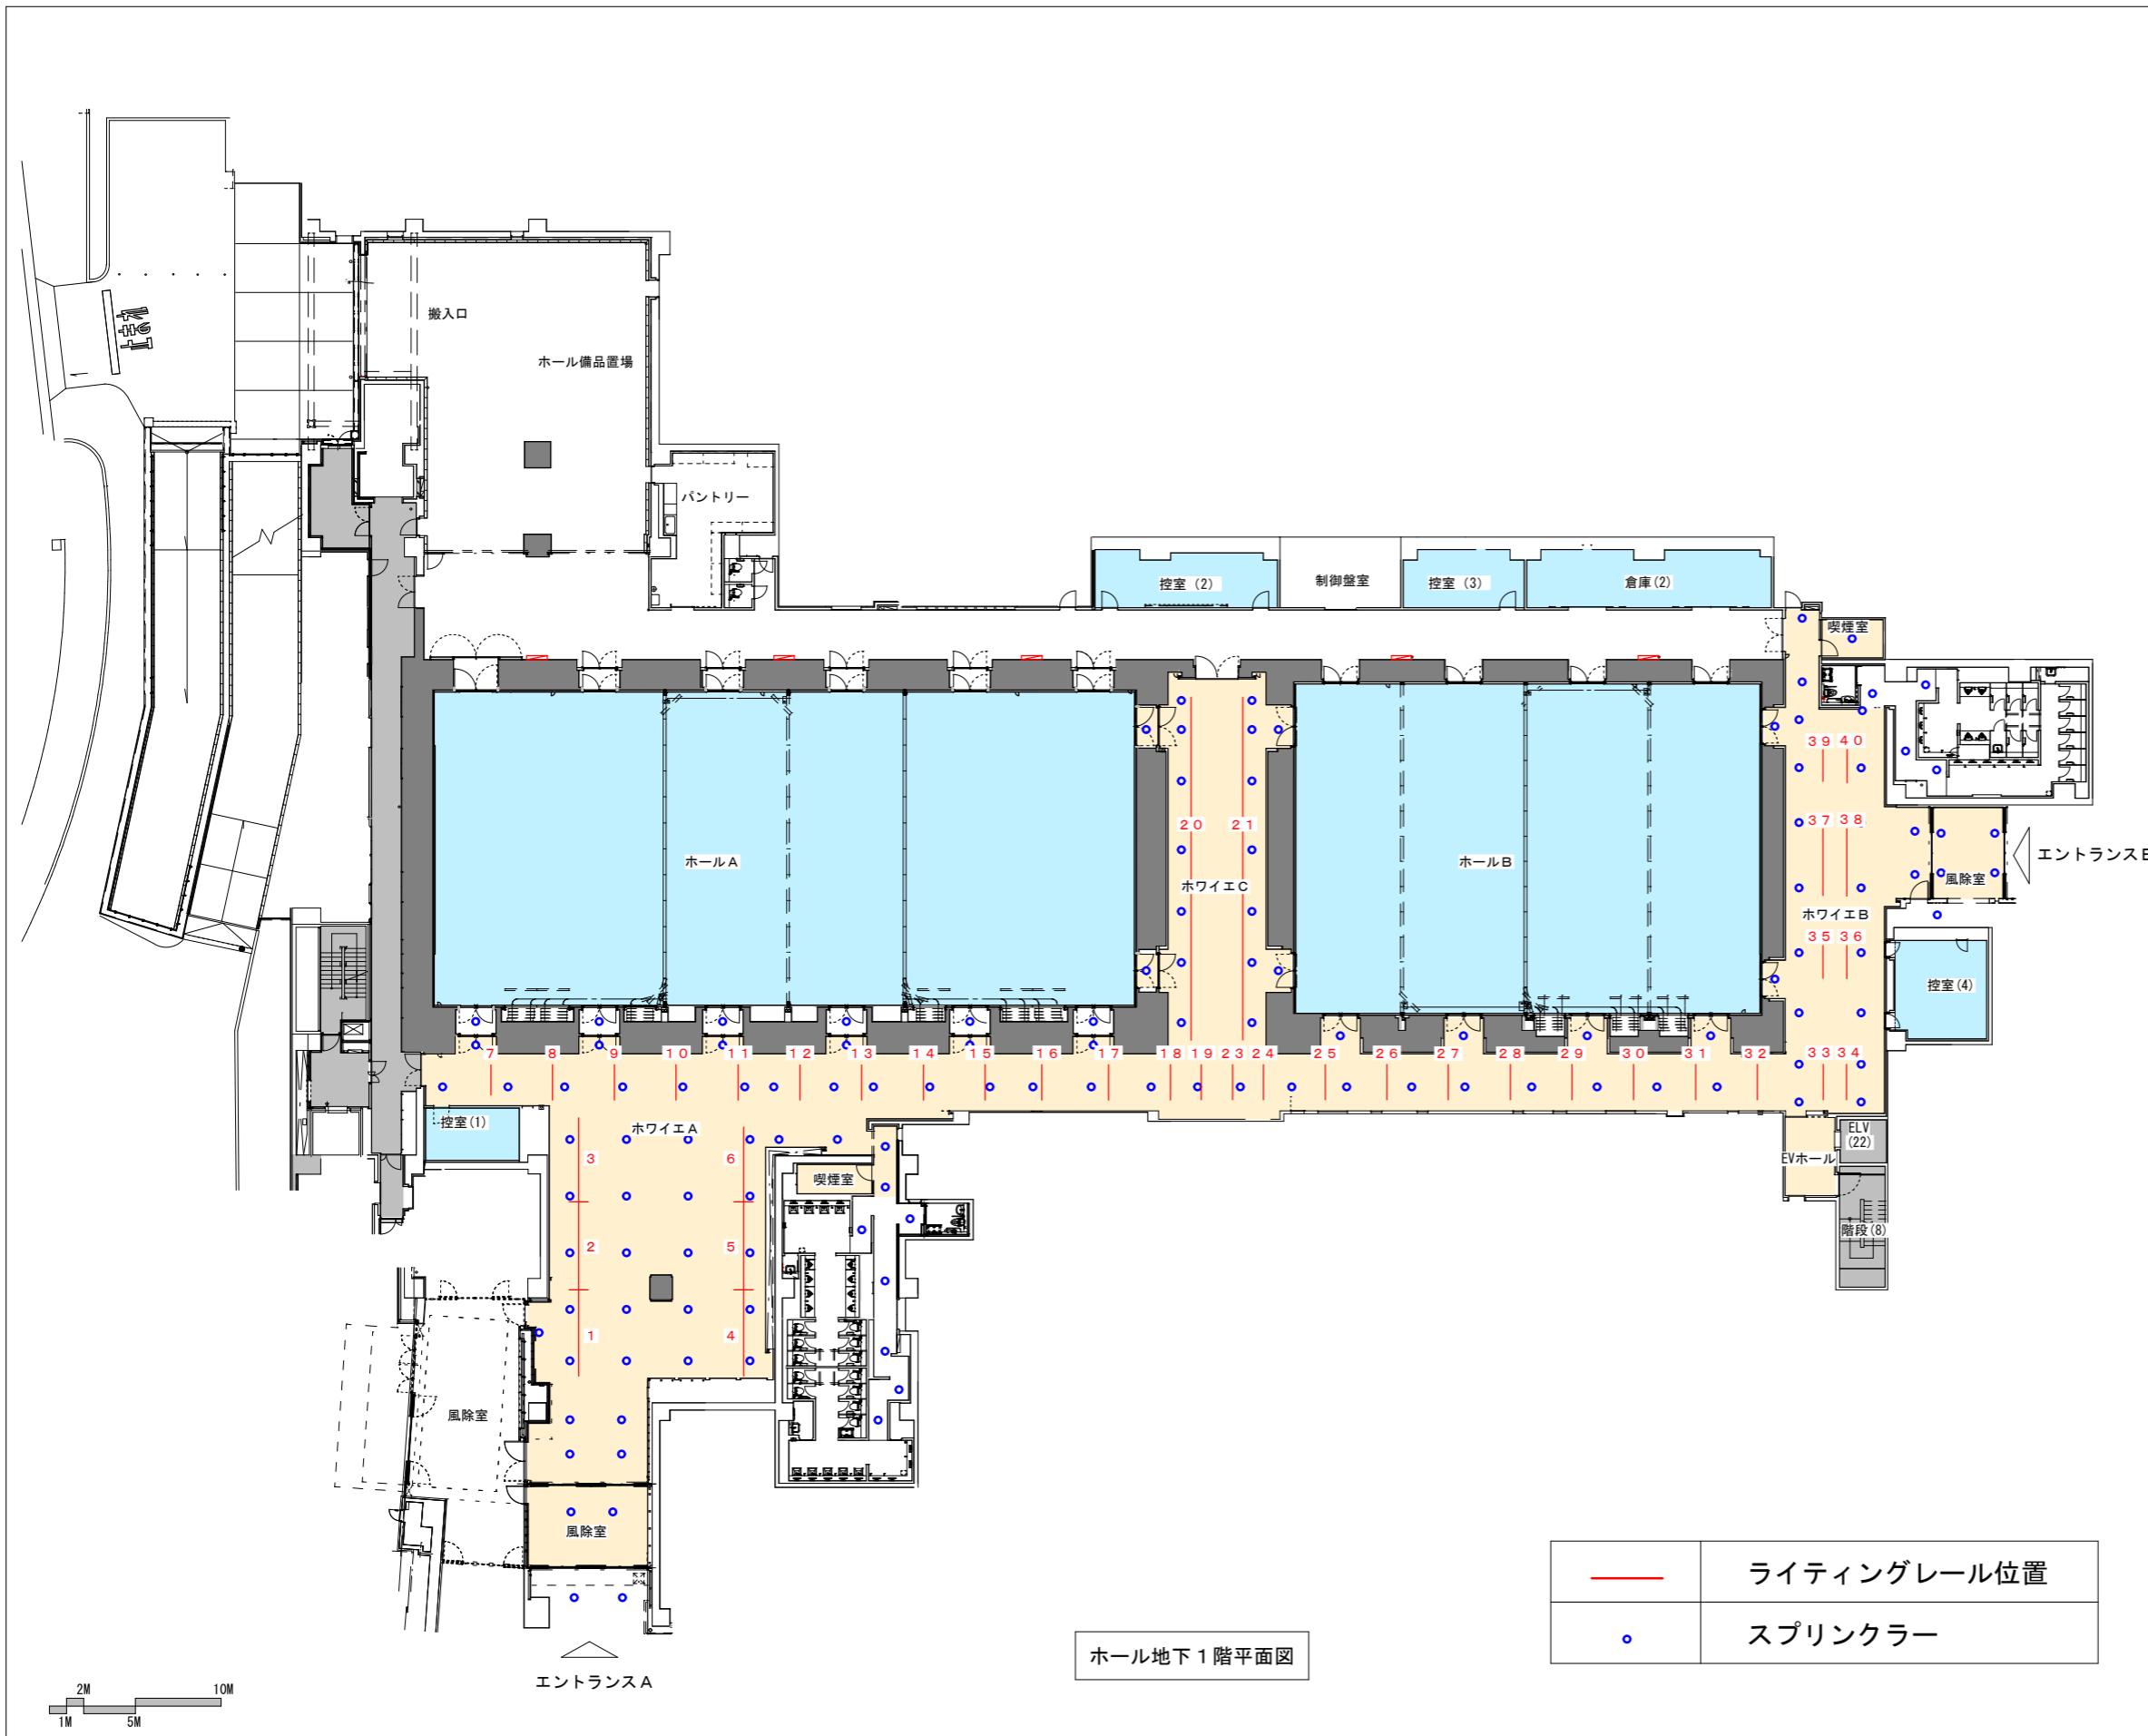 止まれ
搬入口
ホール備品置場
パントリー
控室 (2)
制御盤室
控室 (3)
倉庫(2)
喫煙室
39 40
20 21
37 38
ホールA
ホールB
エントランスB
ホワイエC
風除室
ホワイエB
35 36
控室(4)
7 8 9 10 11 12 13 14 15 16 17 18 19 23 24 25 26 27 28 29 30 31 32 33 34
控室(1)
ホワイエA
ELV
(22)
3 6
EVホール
喫煙室
階段(8)
2 5
1 4
風除室
風除室
ライティングレール位置
スプリンクラー
ホール地下1階平面図
エントランスA
2M 10M
1M 5M